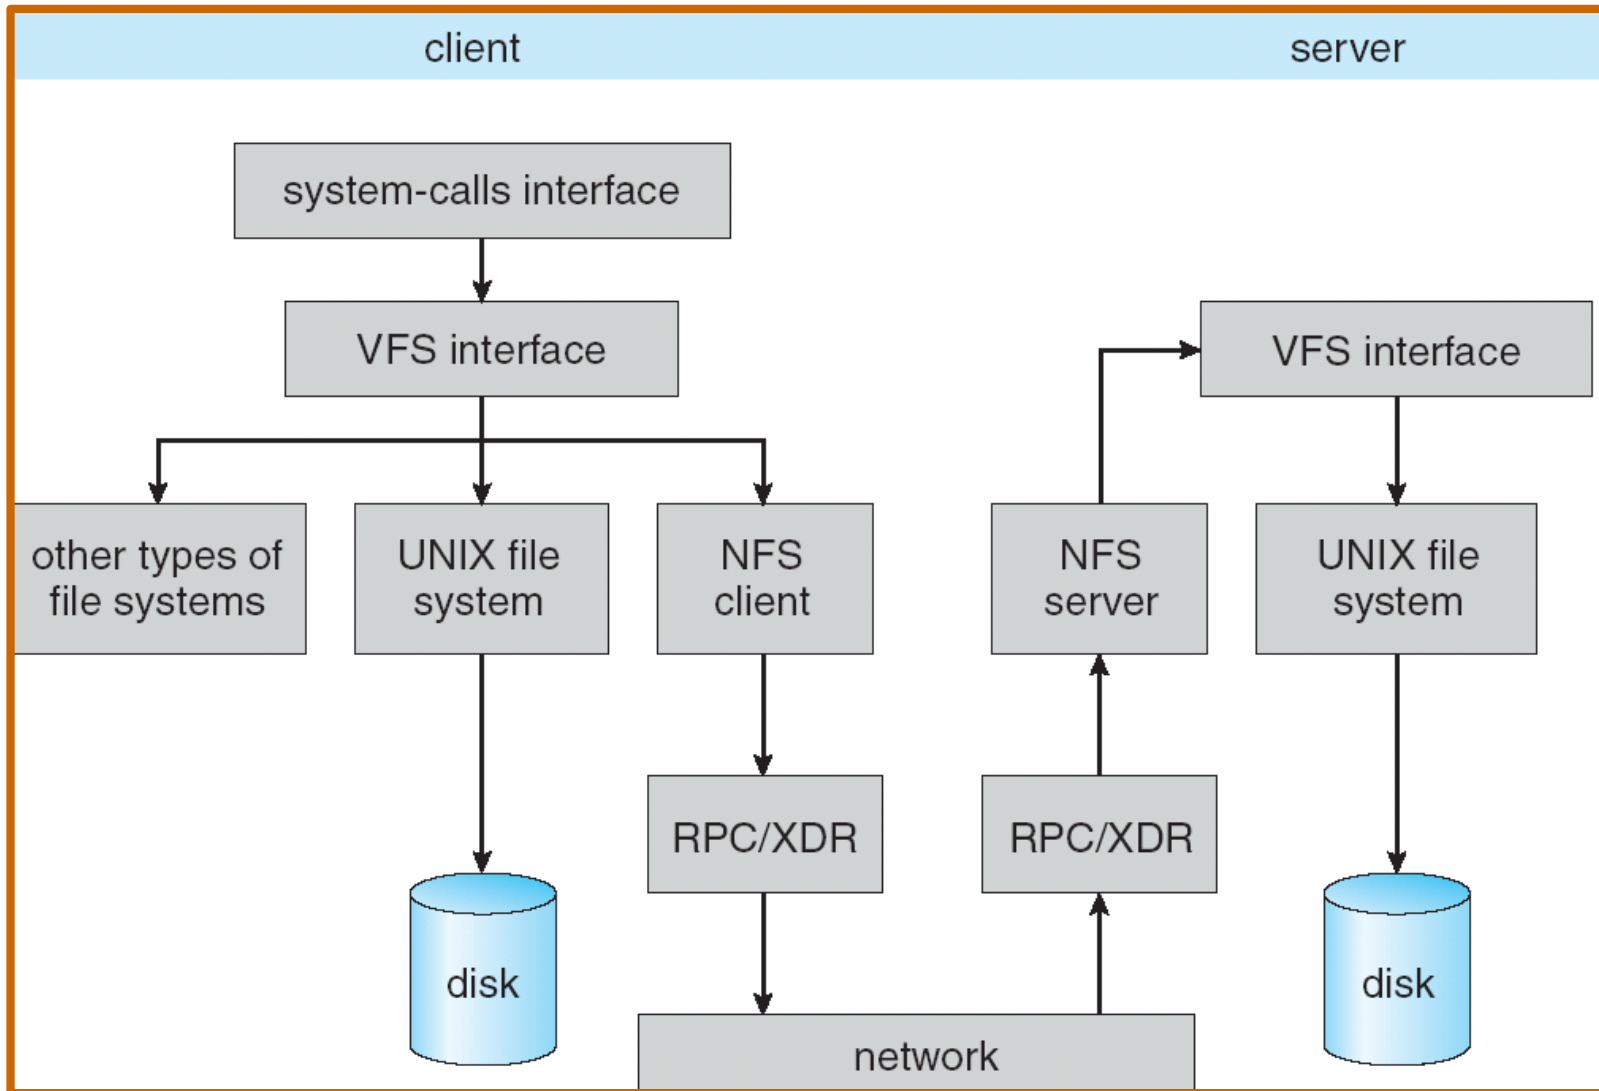 client
server
system-calls interface
VFS interface
VFS interface
other types of
file systems
UNIX file
system
NFS
client
NFS
server
UNIX file
system
RPC/XDR
RPC/XDR
disk
disk
network